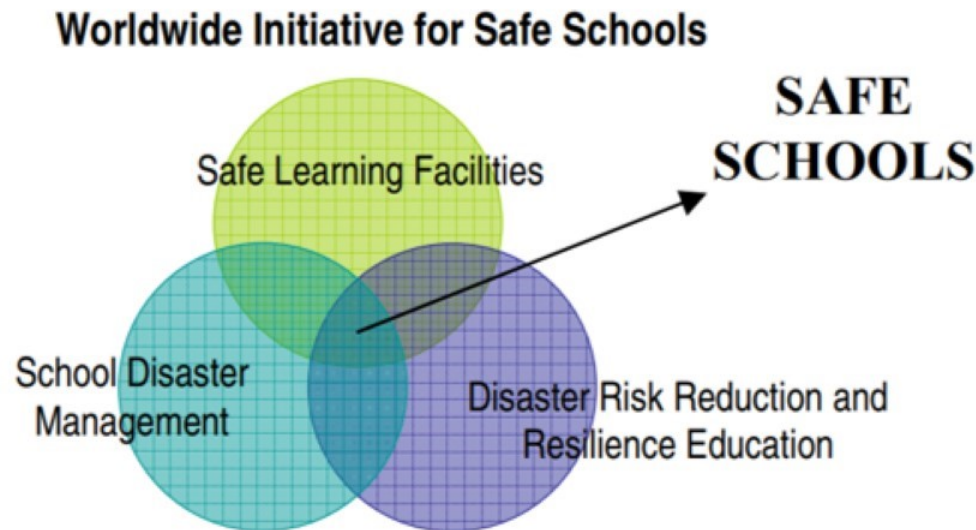 Worldwide Initiative for Safe Schools
SAFE
SCHOOLS
Safe Learning Facilities
School Disaster
Management
Disaster Risk Reduction and
Resilience Education